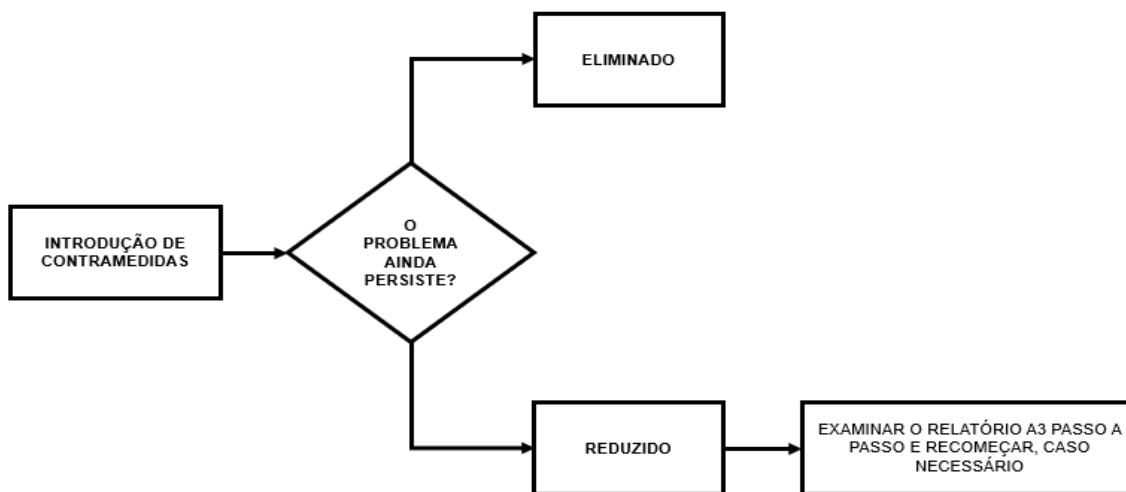 ELIMINADO
INTRODUÇÃO DE
CONTRAMEDIDAS
O
PROBLEMA
AINDA
PERSISTE?
REDUZIDO
EXAMINAR O RELATÓRIO A3 PASSO A
PASSO E RECOMEÇAR, CASO
NECESSÁRIO